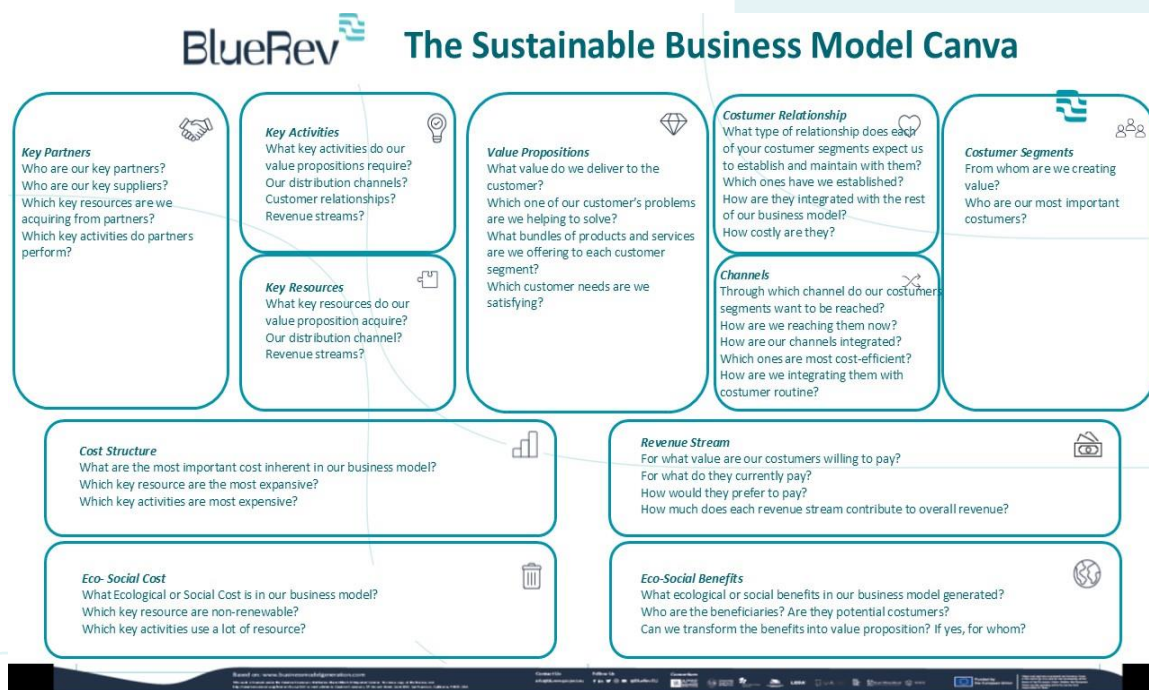 BlueRev
The Sustainable Business Model Canva
Key Partners
Who are our key partners?
Who are our key suppliers?
Which key resources are we
acquiring from partners?
Which key activities do partners
perform?
Key Activities
What key activities do our
value propositions require?
Our distribution channels?
Customer relationships?
Revenue streams?
Key Resources
What key resources do our
value proposition acquire?
Our distribution channel?
Revenue streams?
Value Propositions
What value do we deliver to the
customer?
Which one of our customer's problems
are we helping to solve?
What bundles of products and services
are we offering to each customer
segment?
Which customer needs are we
satisfying?
Costumer Relationship
What type of relationship does each
of your costumer segments expect us
to establish and maintain with them?
Which ones have we established?
How are they integrated with the rest
of our business model?
How costly are they?
Channels
Through which channel do our costumers
segments want to be reached?
How are we reaching them now?
How are our channels integrated?
Which ones are most cost-efficient?
How are we integrating them with
costumer routine?
Costumer Segments
From whom are we creating
value?
Who are our most important
costumers?
Cost Structure
What are the most important cost inherent in our business model?
Which key resource are the most expansive?
Which key activities are most expensive?
Revenue Stream
For what value are our costumers willing to pay?
For what do they currently pay?
How would they prefer to pay?
How much does each revenue stream contribute to overall revenue?
Eco- Social Cost
What Ecological or Social Cost is in our business model?
Which key resource are non-renewable?
Which key activities use a lot of resource?
Eco-Social Benefits
What ecological or social benefits in our business model generated?
Who are the beneficiaries? Are they potential costumers?
Can we transform the benefits into value proposition? If yes, for whom?
Based on: www.businessmodelgeneration.com